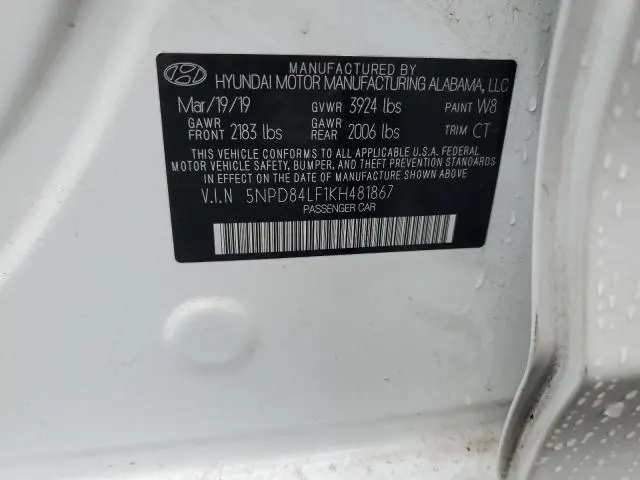 MANUFACTURED BY
HYUNDAI MOTOR MANUFACTURING ALABAMA, LLC
Mar/19/19 GVWR 3924 lbs PAINT W8
GAWR FRONT 2183 lbs GAWR REAR 2006 lbs TRIM CT
THIS VEHICLE CONFORMS TO ALL APPLICABLE U.S.A. FEDERAL
MOTOR VEHICLE SAFETY, BUMPER, AND THEFT PREVENTION STANDARDS
IN EFFECT ON THE DATE OF MANUFACTURE SHOWN ABOVE.
V.I.N 5NPD84LF1KH481867
PASSENGER CAR